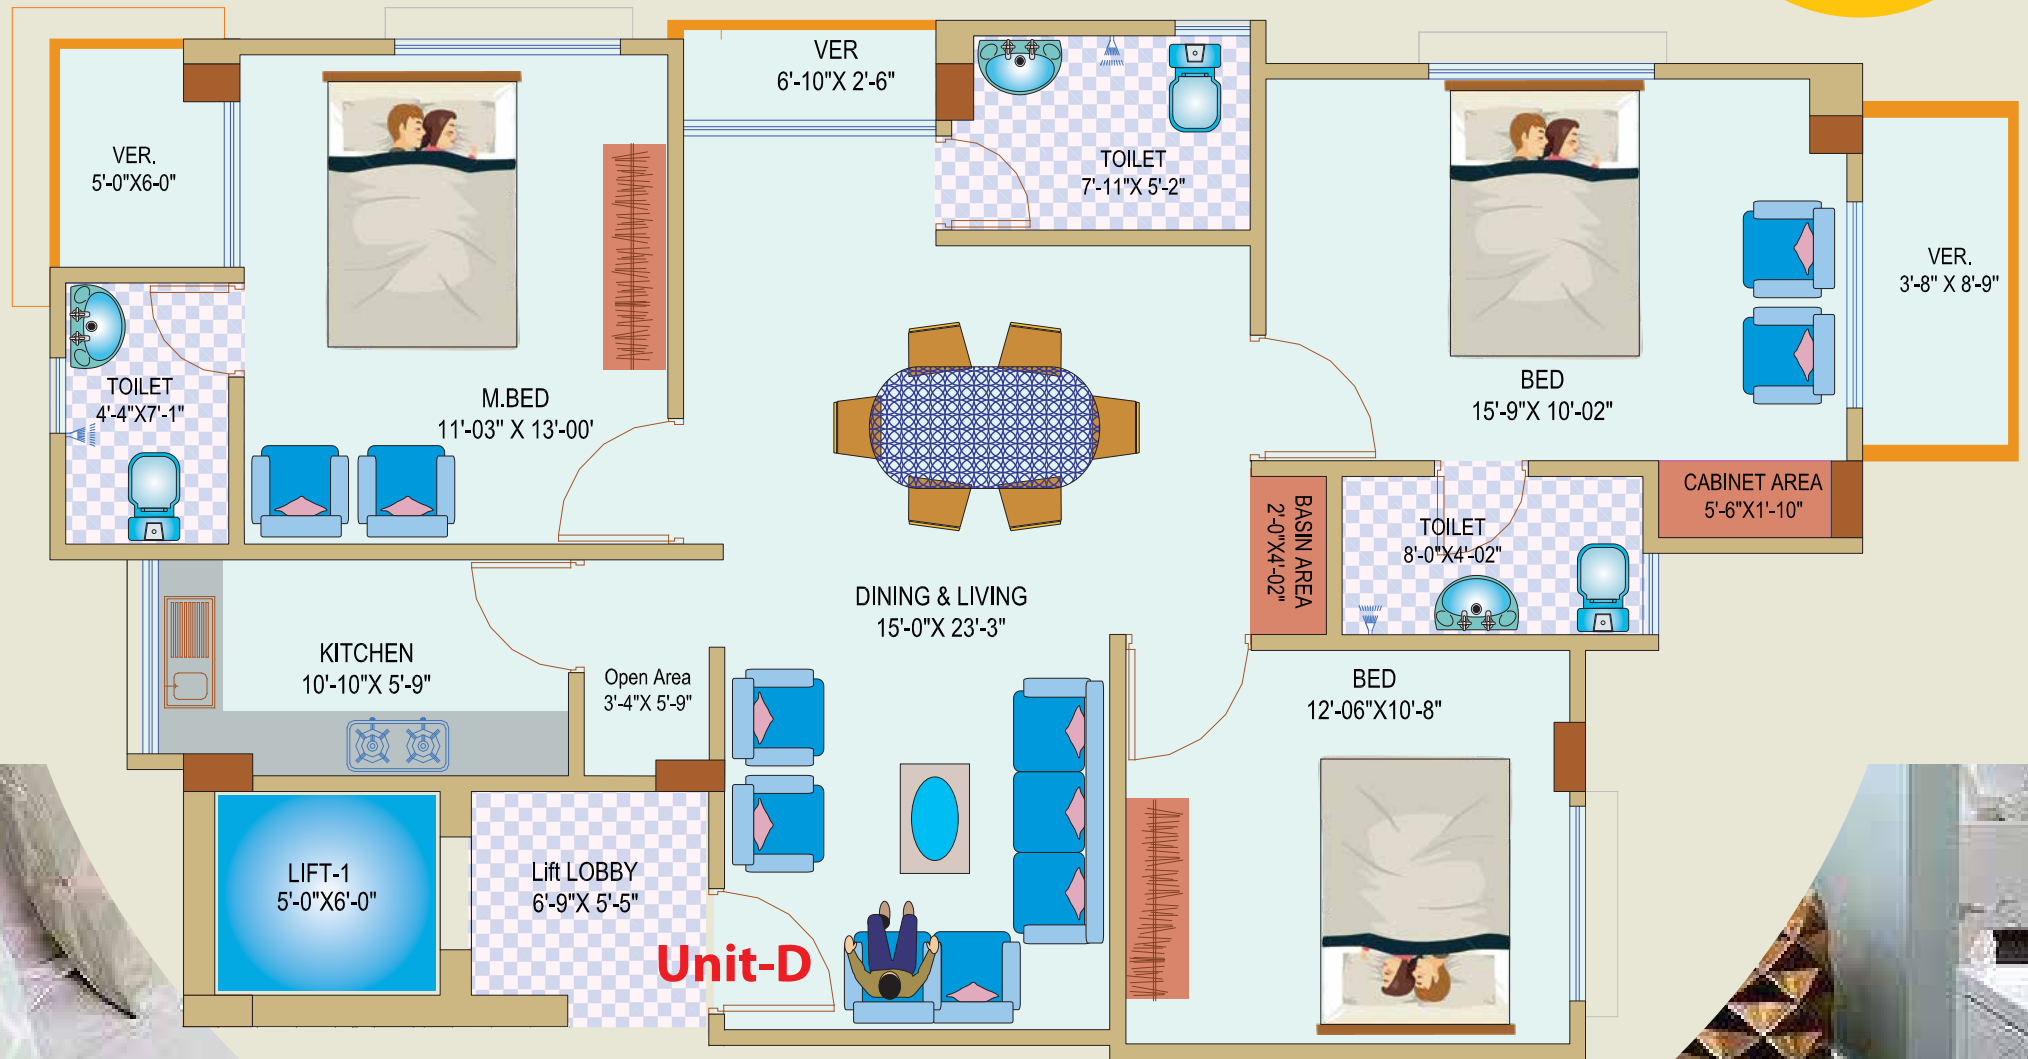 VER
6'-10"X 2'-6"
VER.
5'-0"X6-0"
TOILET
7'-11"X 5'-2"
VER.
3'-8" X 8'-9"
TOILET
4'-4"X7'-1"
M.BED
11'-03" X 13'-00'
BED
15'-9"X 10'-02"
CABINET AREA
5'-6"X1'-10"
BASIN AREA
2'-0"X4'-02"
TOILET
8'-0"X4'-02"
DINING & LIVING
15'-0"X 23'-3"
KITCHEN
10'-10"X 5'-9"
Open Area
3'-4"X 5'-9"
BED
12'-06"X10'-8"
LIFT-1
5'-0"X6'-0"
Lift LOBBY
6'-9"X 5'-5"
Unit-D